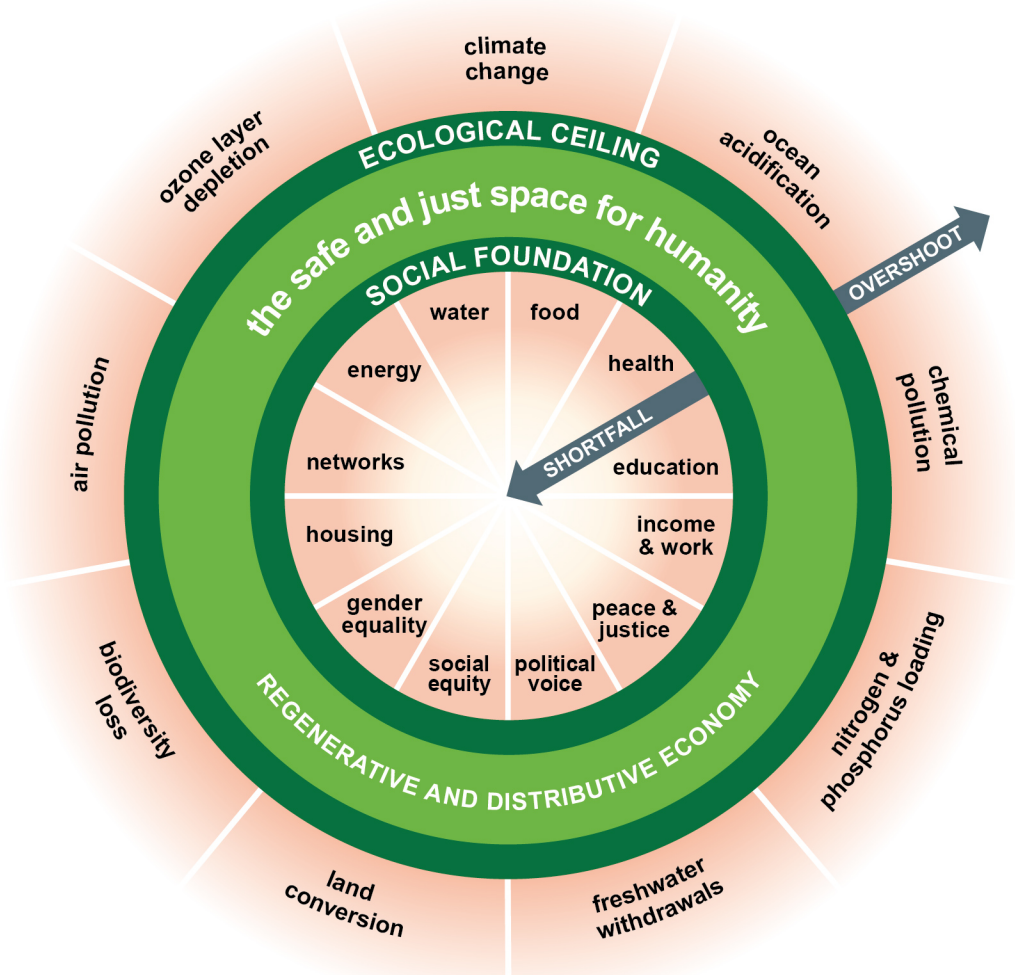 climate
change
ocean
acidification
OVERSHOOT
chemical
pollution
nitrogen &
phosphorus loading
freshwater
withdrawals
land
conversion
biodiversity
loss
air pollution
ozone layer
depletion
ECOLOGICAL CEILING
the safe and just space for humanity
SOCIAL FOUNDATION
water
food
health
SHORTFALL
education
income
& work
peace &
justice
political
voice
social
equity
gender
equality
housing
networks
energy
REGENERATIVE AND DISTRIBUTIVE ECONOMY